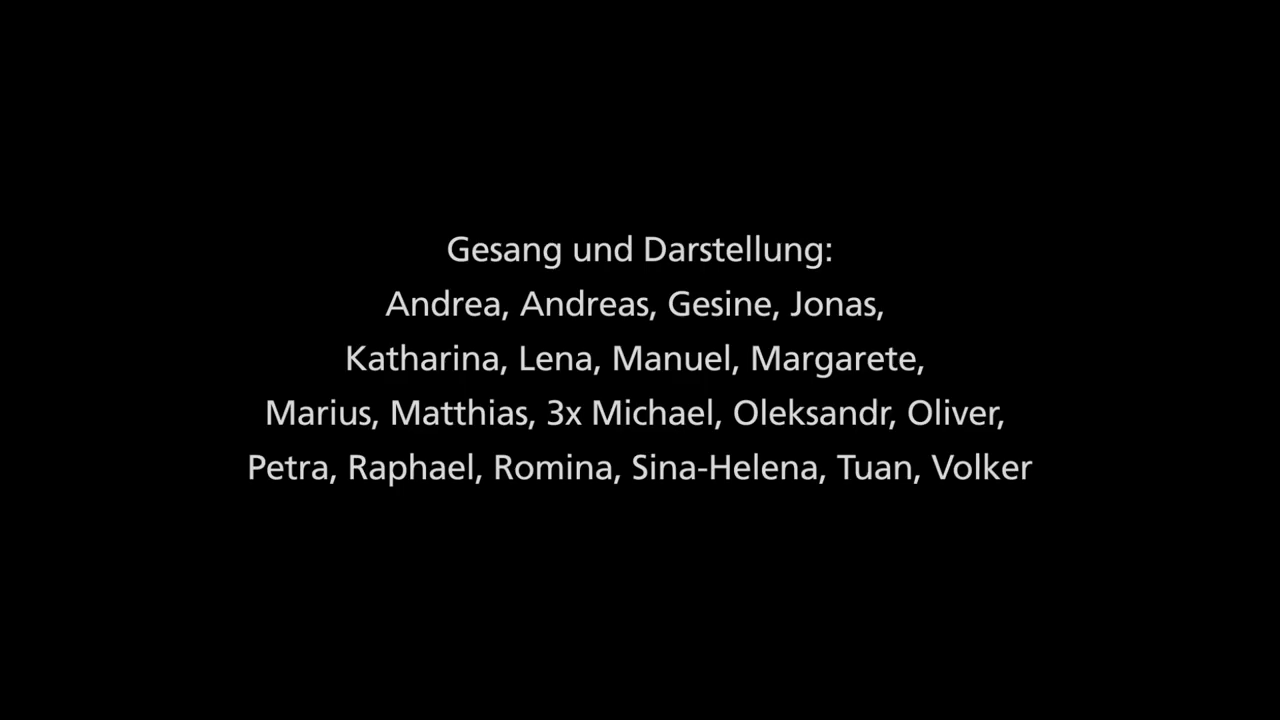 Gesang und Darstellung:
Andrea, Andreas, Gesine, Jonas,
Katharina, Lena, Manuel, Margarete,
Marius, Matthias, 3x Michael, Oleksandr, Oliver,
Petra, Raphael, Romina, Sina-Helena, Tuan, Volker